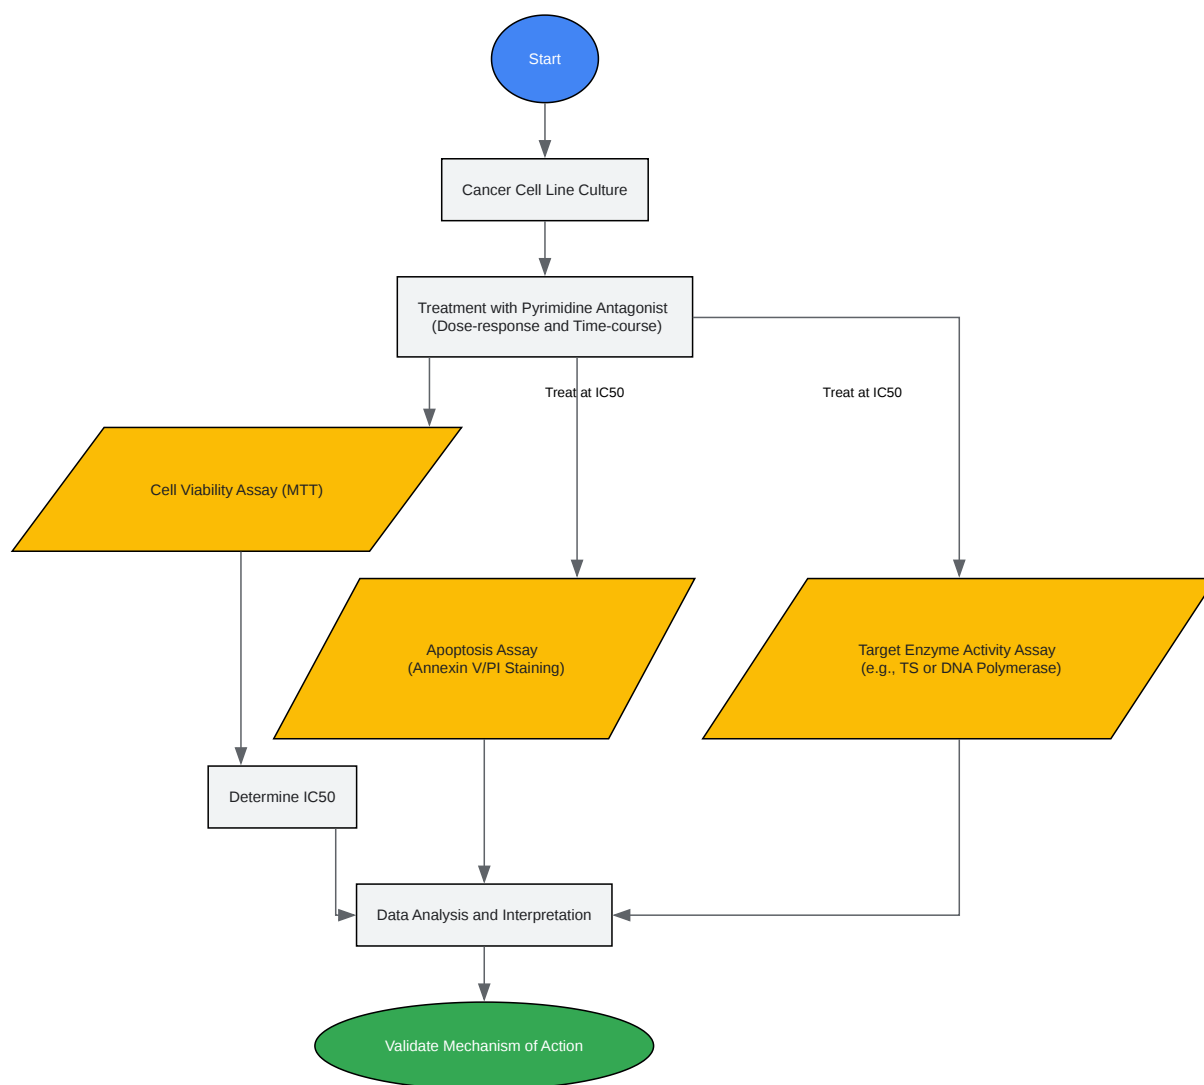 Start
Cancer Cell Line Culture
Treatment with Pyrimidine Antagonist
(Dose-response and Time-course)
Treat at IC50
Treat at IC50
Cell Viability Assay (MTT)
Apoptosis Assay
(Annexin V/PI Staining)
Target Enzyme Activity Assay
(e.g., TS or DNA Polymerase)
Determine IC50
Data Analysis and Interpretation
Validate Mechanism of Action